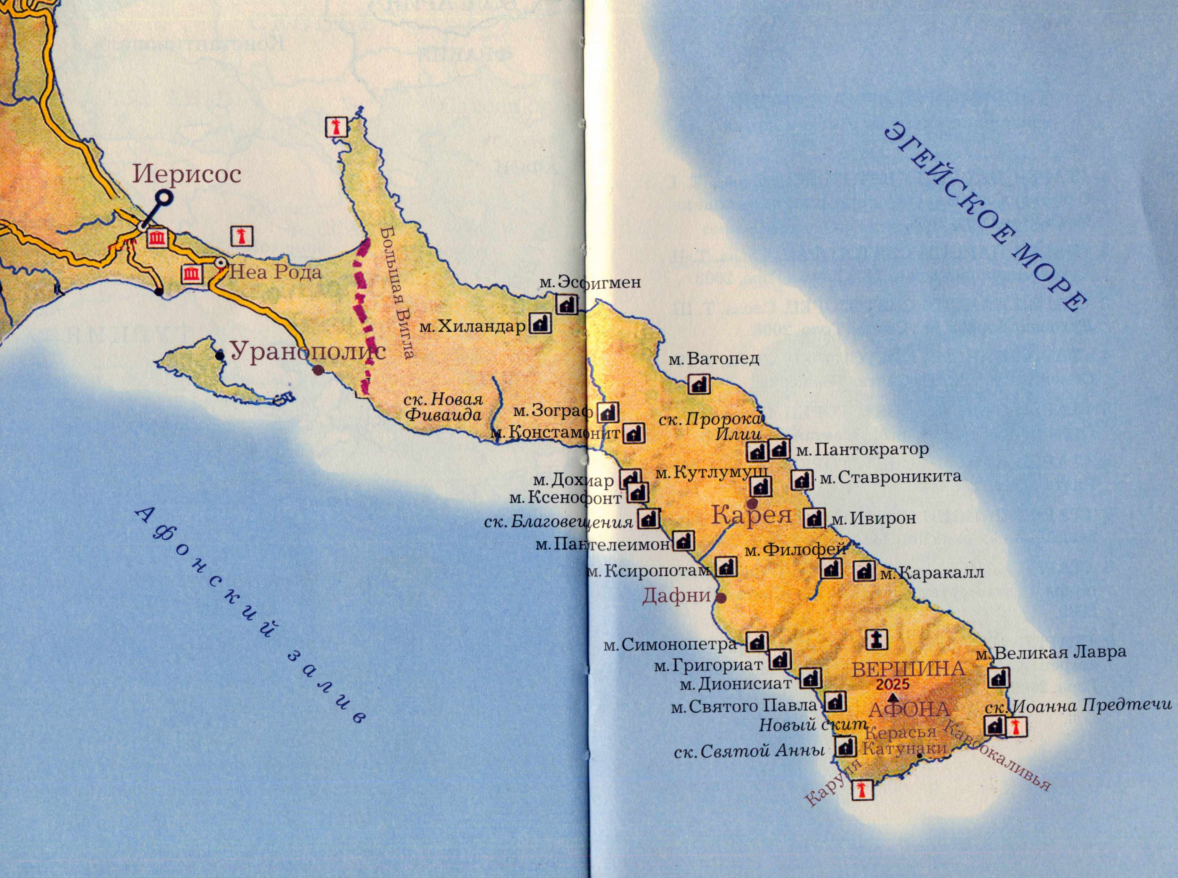 ЭГЕЙСКОЕ МОРЕ
Иерисос
Неа Рода
Большая Вигла
м.Эсфигмен
м.Хиландар
Уранополис
м.Ватопед
ск.Новая
Фиваида
м.Зограф
м.Констамонит
ск.Пророка
Илии
м.Пантократор
м.Дохиар
м.Кутлумуш
м.Ставроникита
м.Ксенофонт
Карея
ск.Благовещения
м.Ивирон
м.Пантелеимон
м.Филофей
м.Ксиропотам
м.Каракалл
Дафни
Афонский залив
м.Симонопетра
м.Великая Лавра
м.Григориат
ВЕРШИНА
2025
АФОНА
м.Дионисиат
м.Святого Павла
ск.Иоанна Предтечи
Новый скит
Керасья
Катунаки
Кавсокаливья
ск.Святой Анны
Каруля